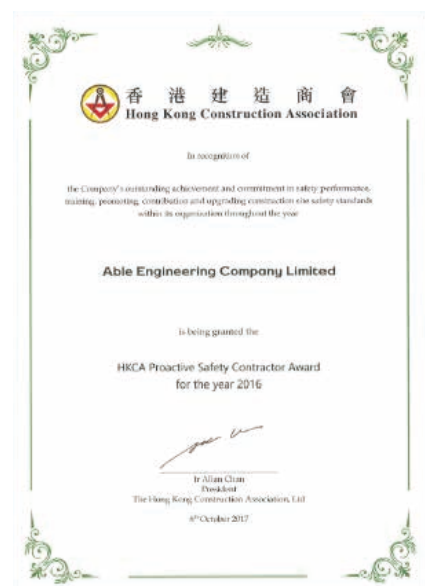 香港建造商會
Hong Kong Construction Association
In recognition of
the Company's outstanding achievement and commitment in safety performance,
training, promoting, contribution and upgrading construction site safety standards
within its organization throughout the year
Able Engineering Company Limited
is being granted the
HKCA Proactive Safety Contractor Award
for the year 2016
Ir Allan Chan
President
The Hong Kong Construction Association, Ltd
6th October 2017